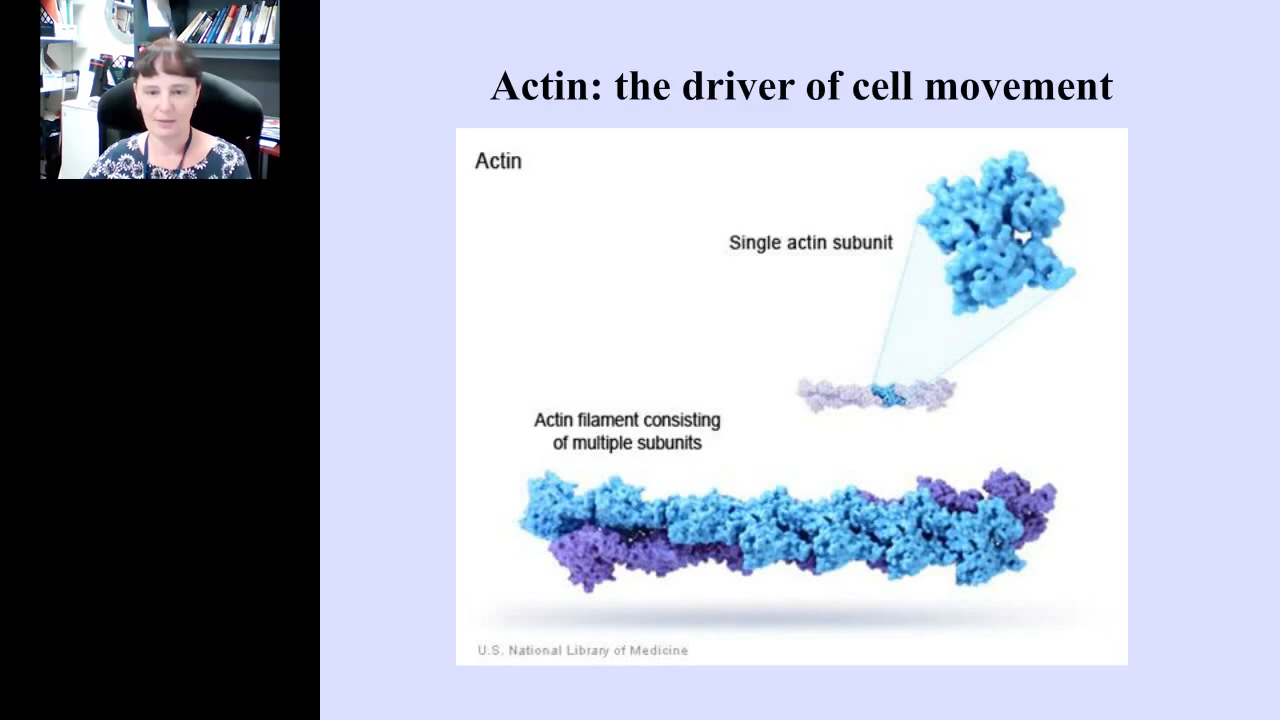 Actin: the driver of cell movement
Actin
Single actin subunit
Actin filament consisting
of multiple subunits
U.S. National Library of Medicine